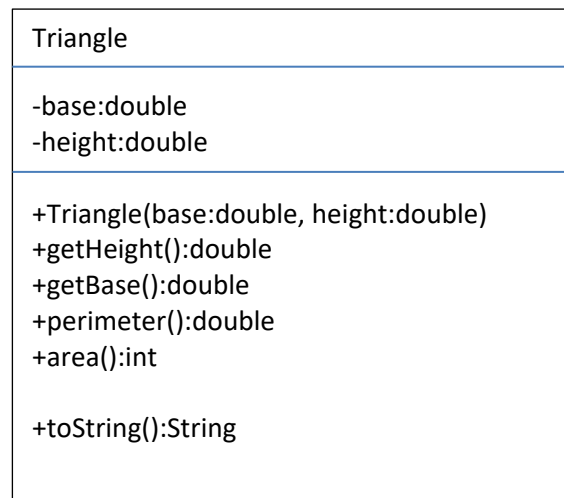 Triangle
-base:double
-height:double
+Triangle(base:double, height:double)
+getHeight():double
+getBase():double
+perimeter():double
+area():int
+toString():String